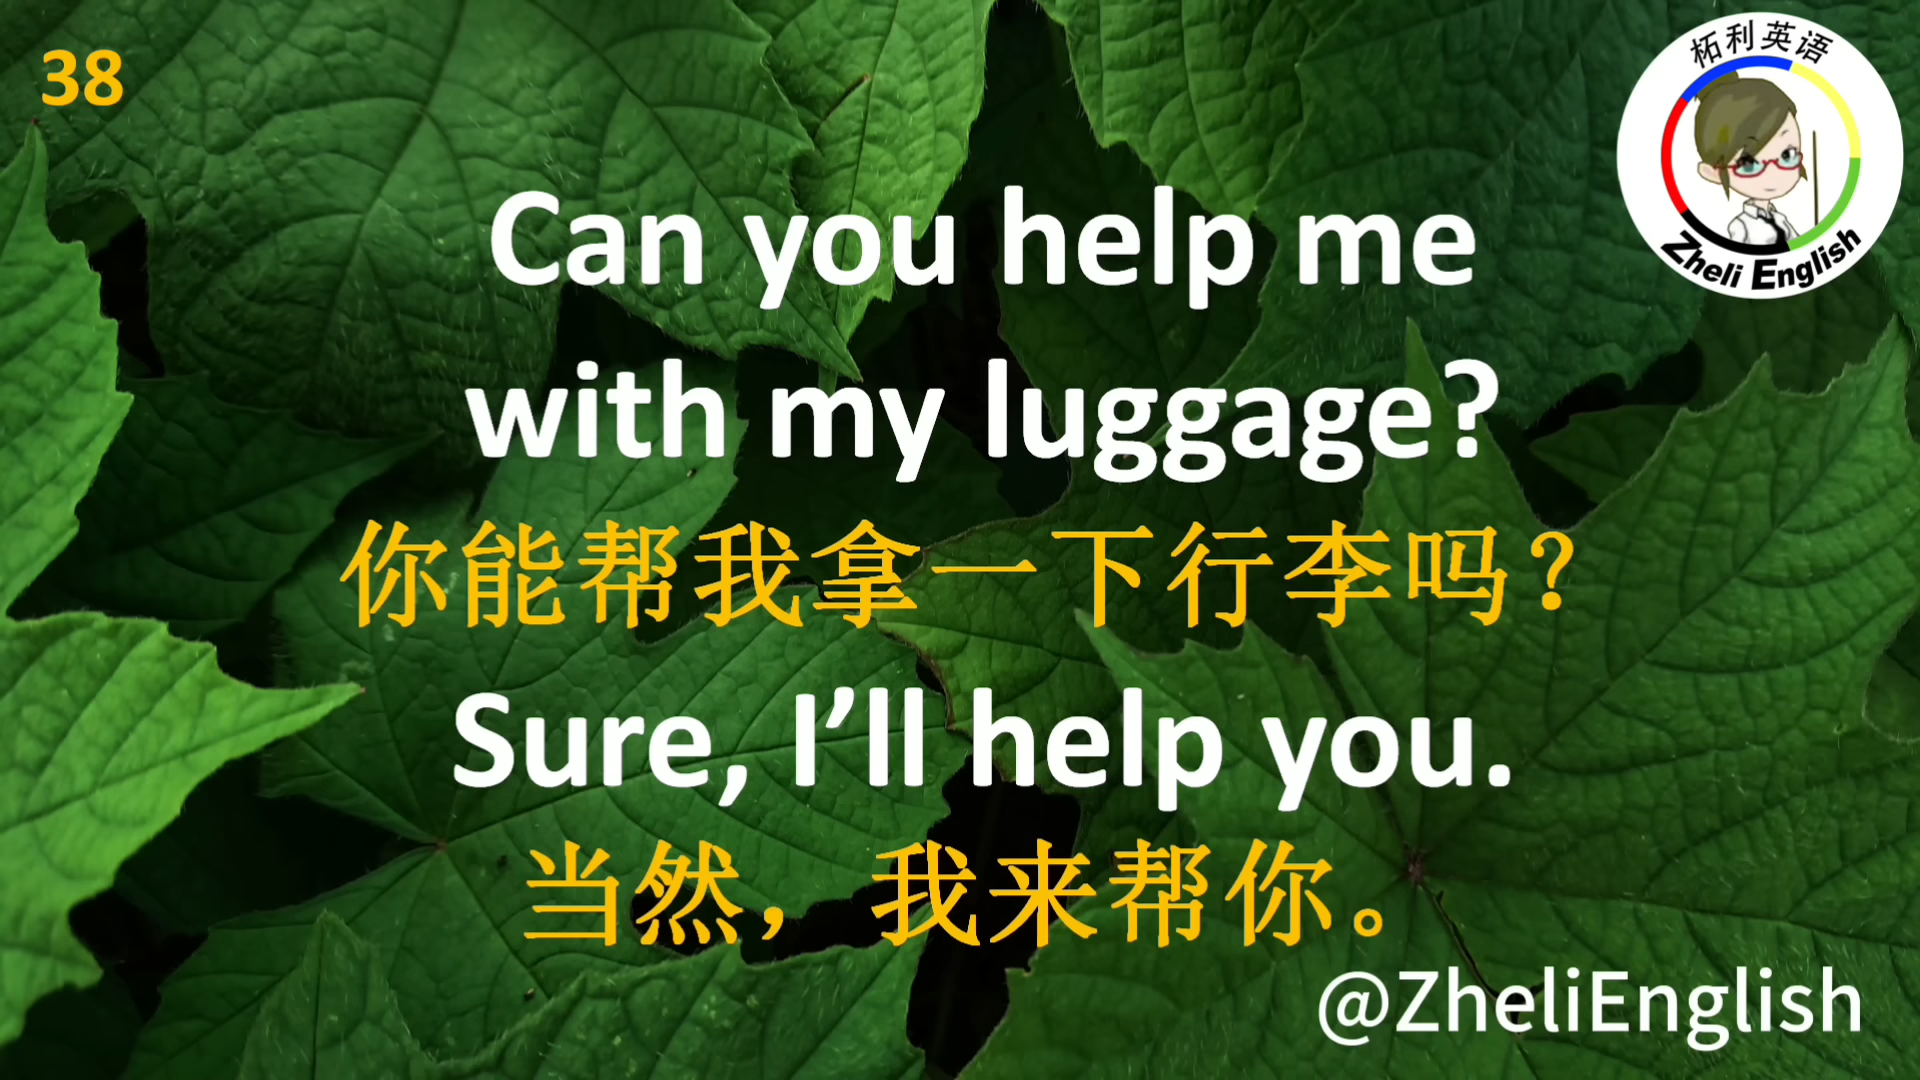 38
柘利英语
Zheli English
Can you help me
with my luggage?
你能帮我拿一下行李吗？
Sure, I’ll help you.
当然，我来帮你。
@ZheliEnglish